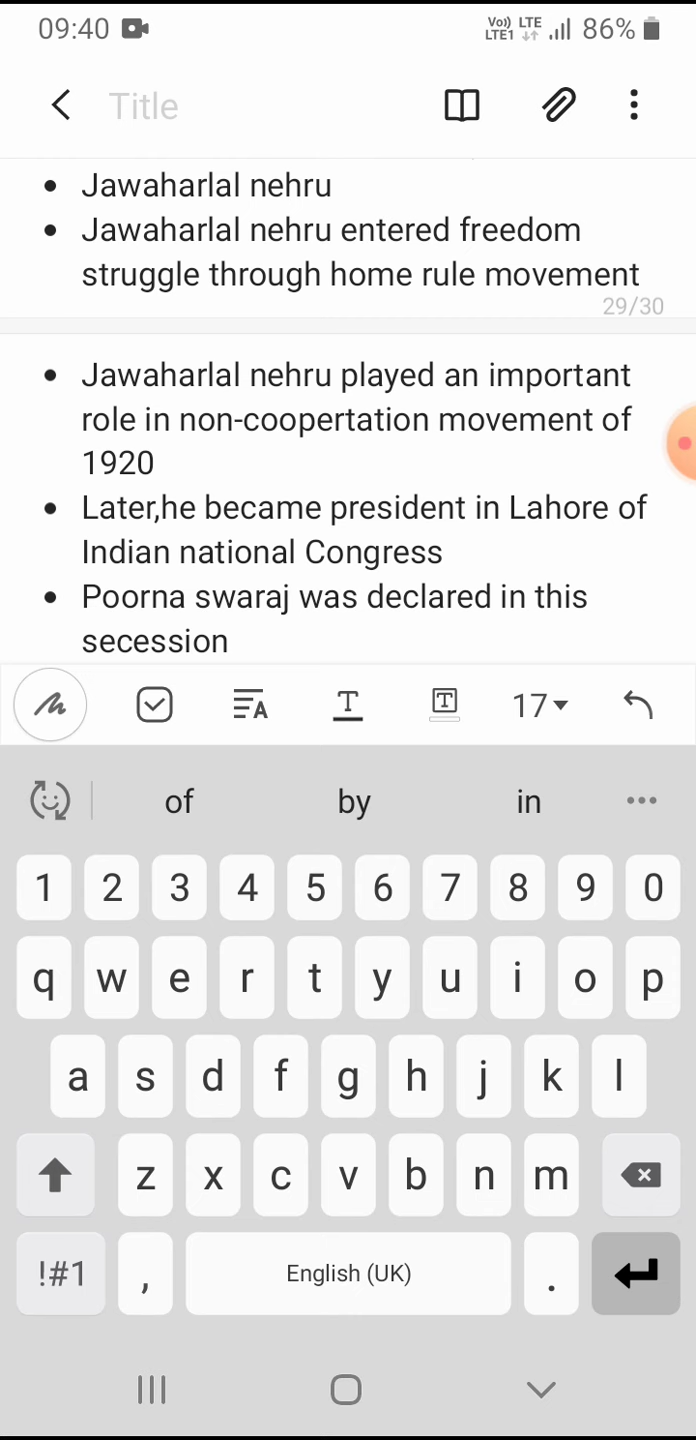 09:40 Vo)) LTE LTE1 86%
Title
• Jawaharlal nehru
• Jawaharlal nehru entered freedom
struggle through home rule movement
29/30
• Jawaharlal nehru played an important
role in non-coopertation movement of
1920
• Later,he became president in Lahore of
Indian national Congress
• Poorna swaraj was declared in this
secession
A T T 17
of by in
1 2 3 4 5 6 7 8 9 0
q w e r t y u i o p
a s d f g h j k l
z x c v b n m
!#1 , English (UK) .